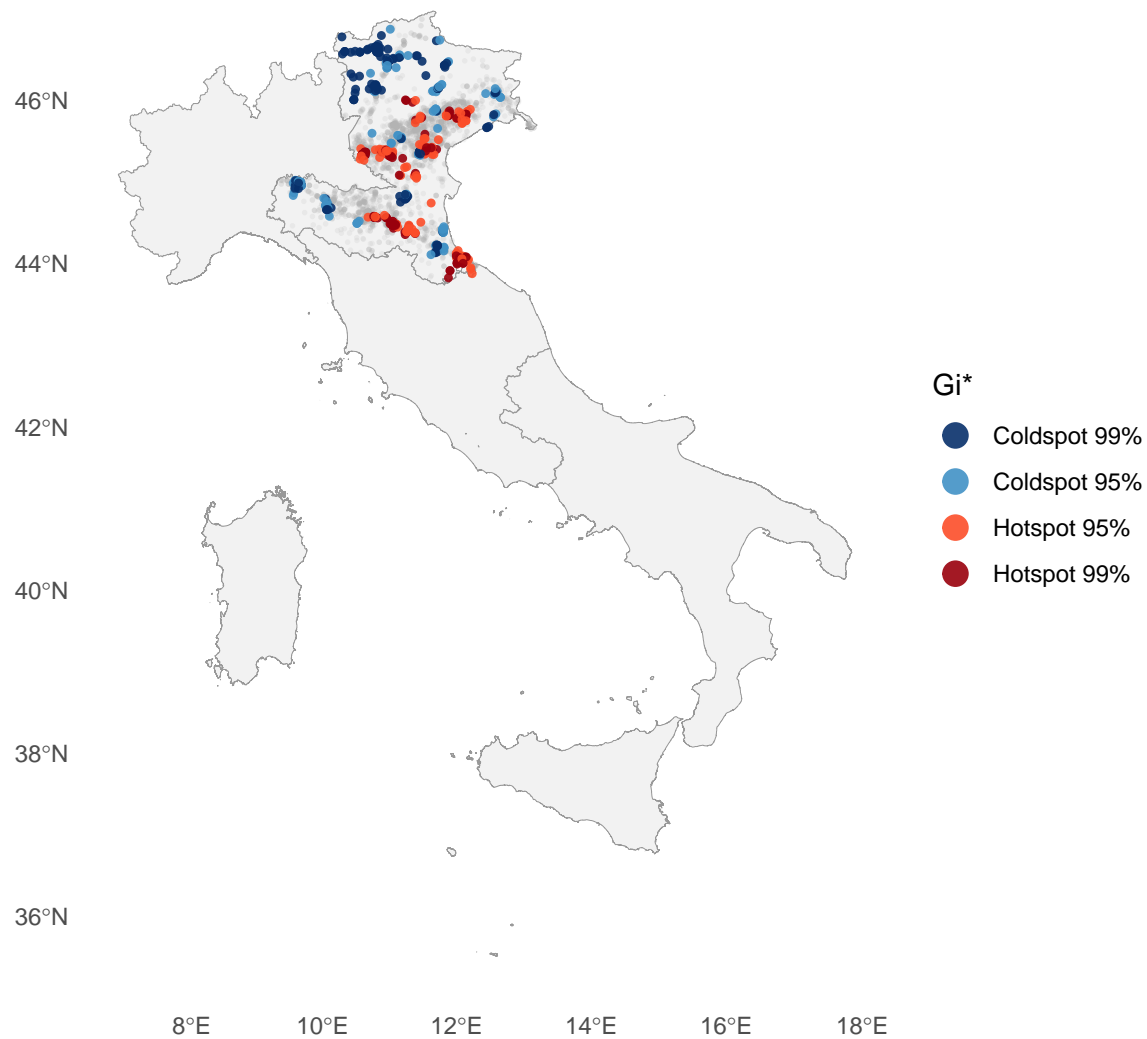 46°N
44°N
42°N
40°N
38°N
36°N
8°E
10°E
12°E
14°E
16°E
18°E
Gi*
Coldspot 99%
Coldspot 95%
Hotspot 95%
Hotspot 99%